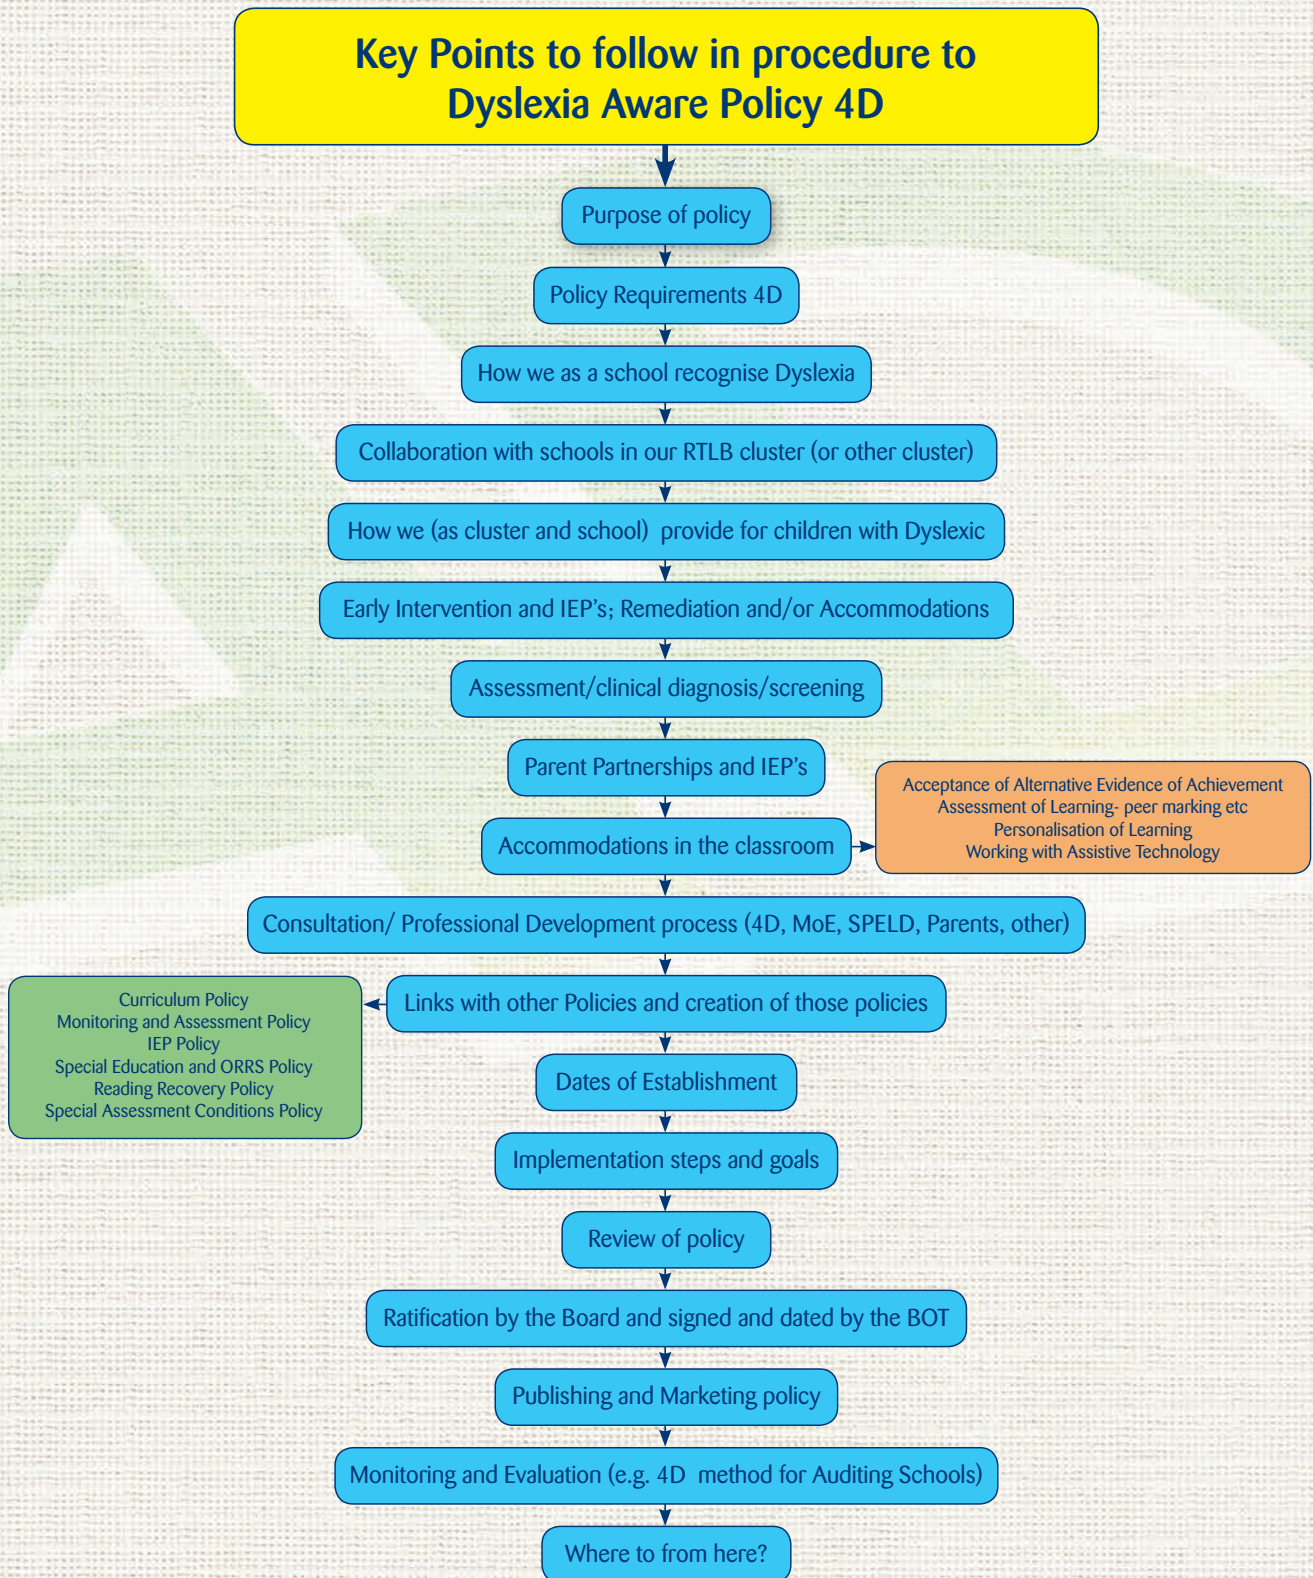 Key Points to follow in procedure to
Dyslexia Aware Policy 4D
Purpose of policy
Policy Requirements 4D
How we as a school recognise Dyslexia
Collaboration with schools in our RTLB cluster (or other cluster)
How we (as cluster and school) provide for children with Dyslexic
Early Intervention and IEP's; Remediation and/or Accommodations
Assessment/clinical diagnosis/screening
Parent Partnerships and IEP's
Accommodations in the classroom
Acceptance of Alternative Evidence of Achievement
Assessment of Learning- peer marking etc
Personalisation of Learning
Working with Assistive Technology
Consultation/ Professional Development process (4D, MoE, SPELD, Parents, other)
Links with other Policies and creation of those policies
Curriculum Policy
Monitoring and Assessment Policy
IEP Policy
Special Education and ORRS Policy
Reading Recovery Policy
Special Assessment Conditions Policy
Dates of Establishment
Implementation steps and goals
Review of policy
Ratification by the Board and signed and dated by the BOT
Publishing and Marketing policy
Monitoring and Evaluation (e.g. 4D method for Auditing Schools)
Where to from here?